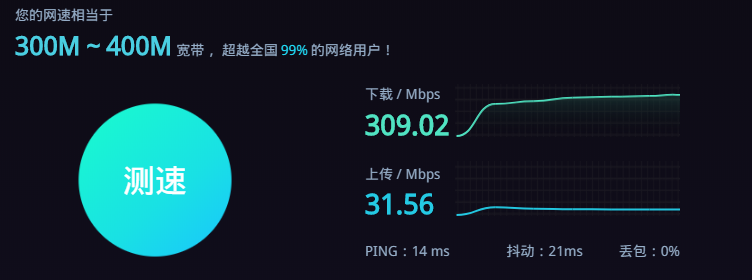 您的网速相当于
300M ~ 400M 宽带，超越全国 99% 的网络用户！
下载 / Mbps
309.02
测速
上传 / Mbps
31.56
PING：14 ms 抖动：21ms 丢包：0%